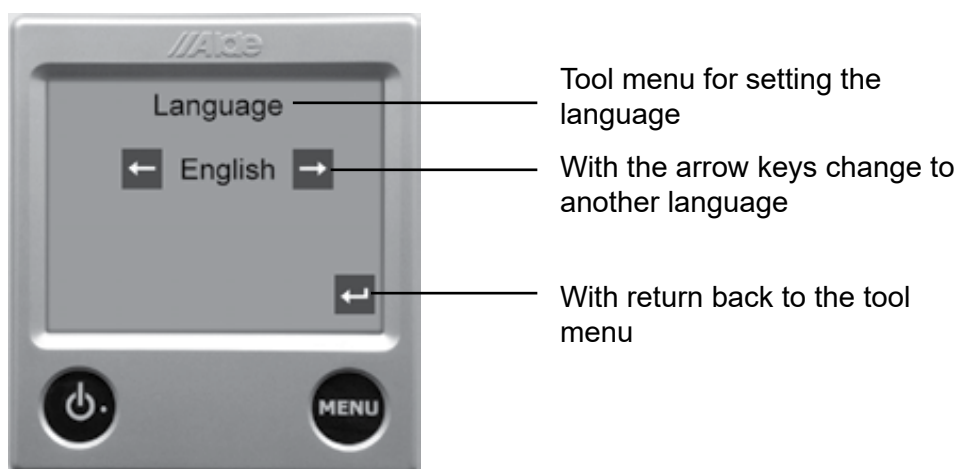 //Alde
Language
English
MENU
Tool menu for setting the
language
With the arrow keys change to
another language
With return back to the tool
menu